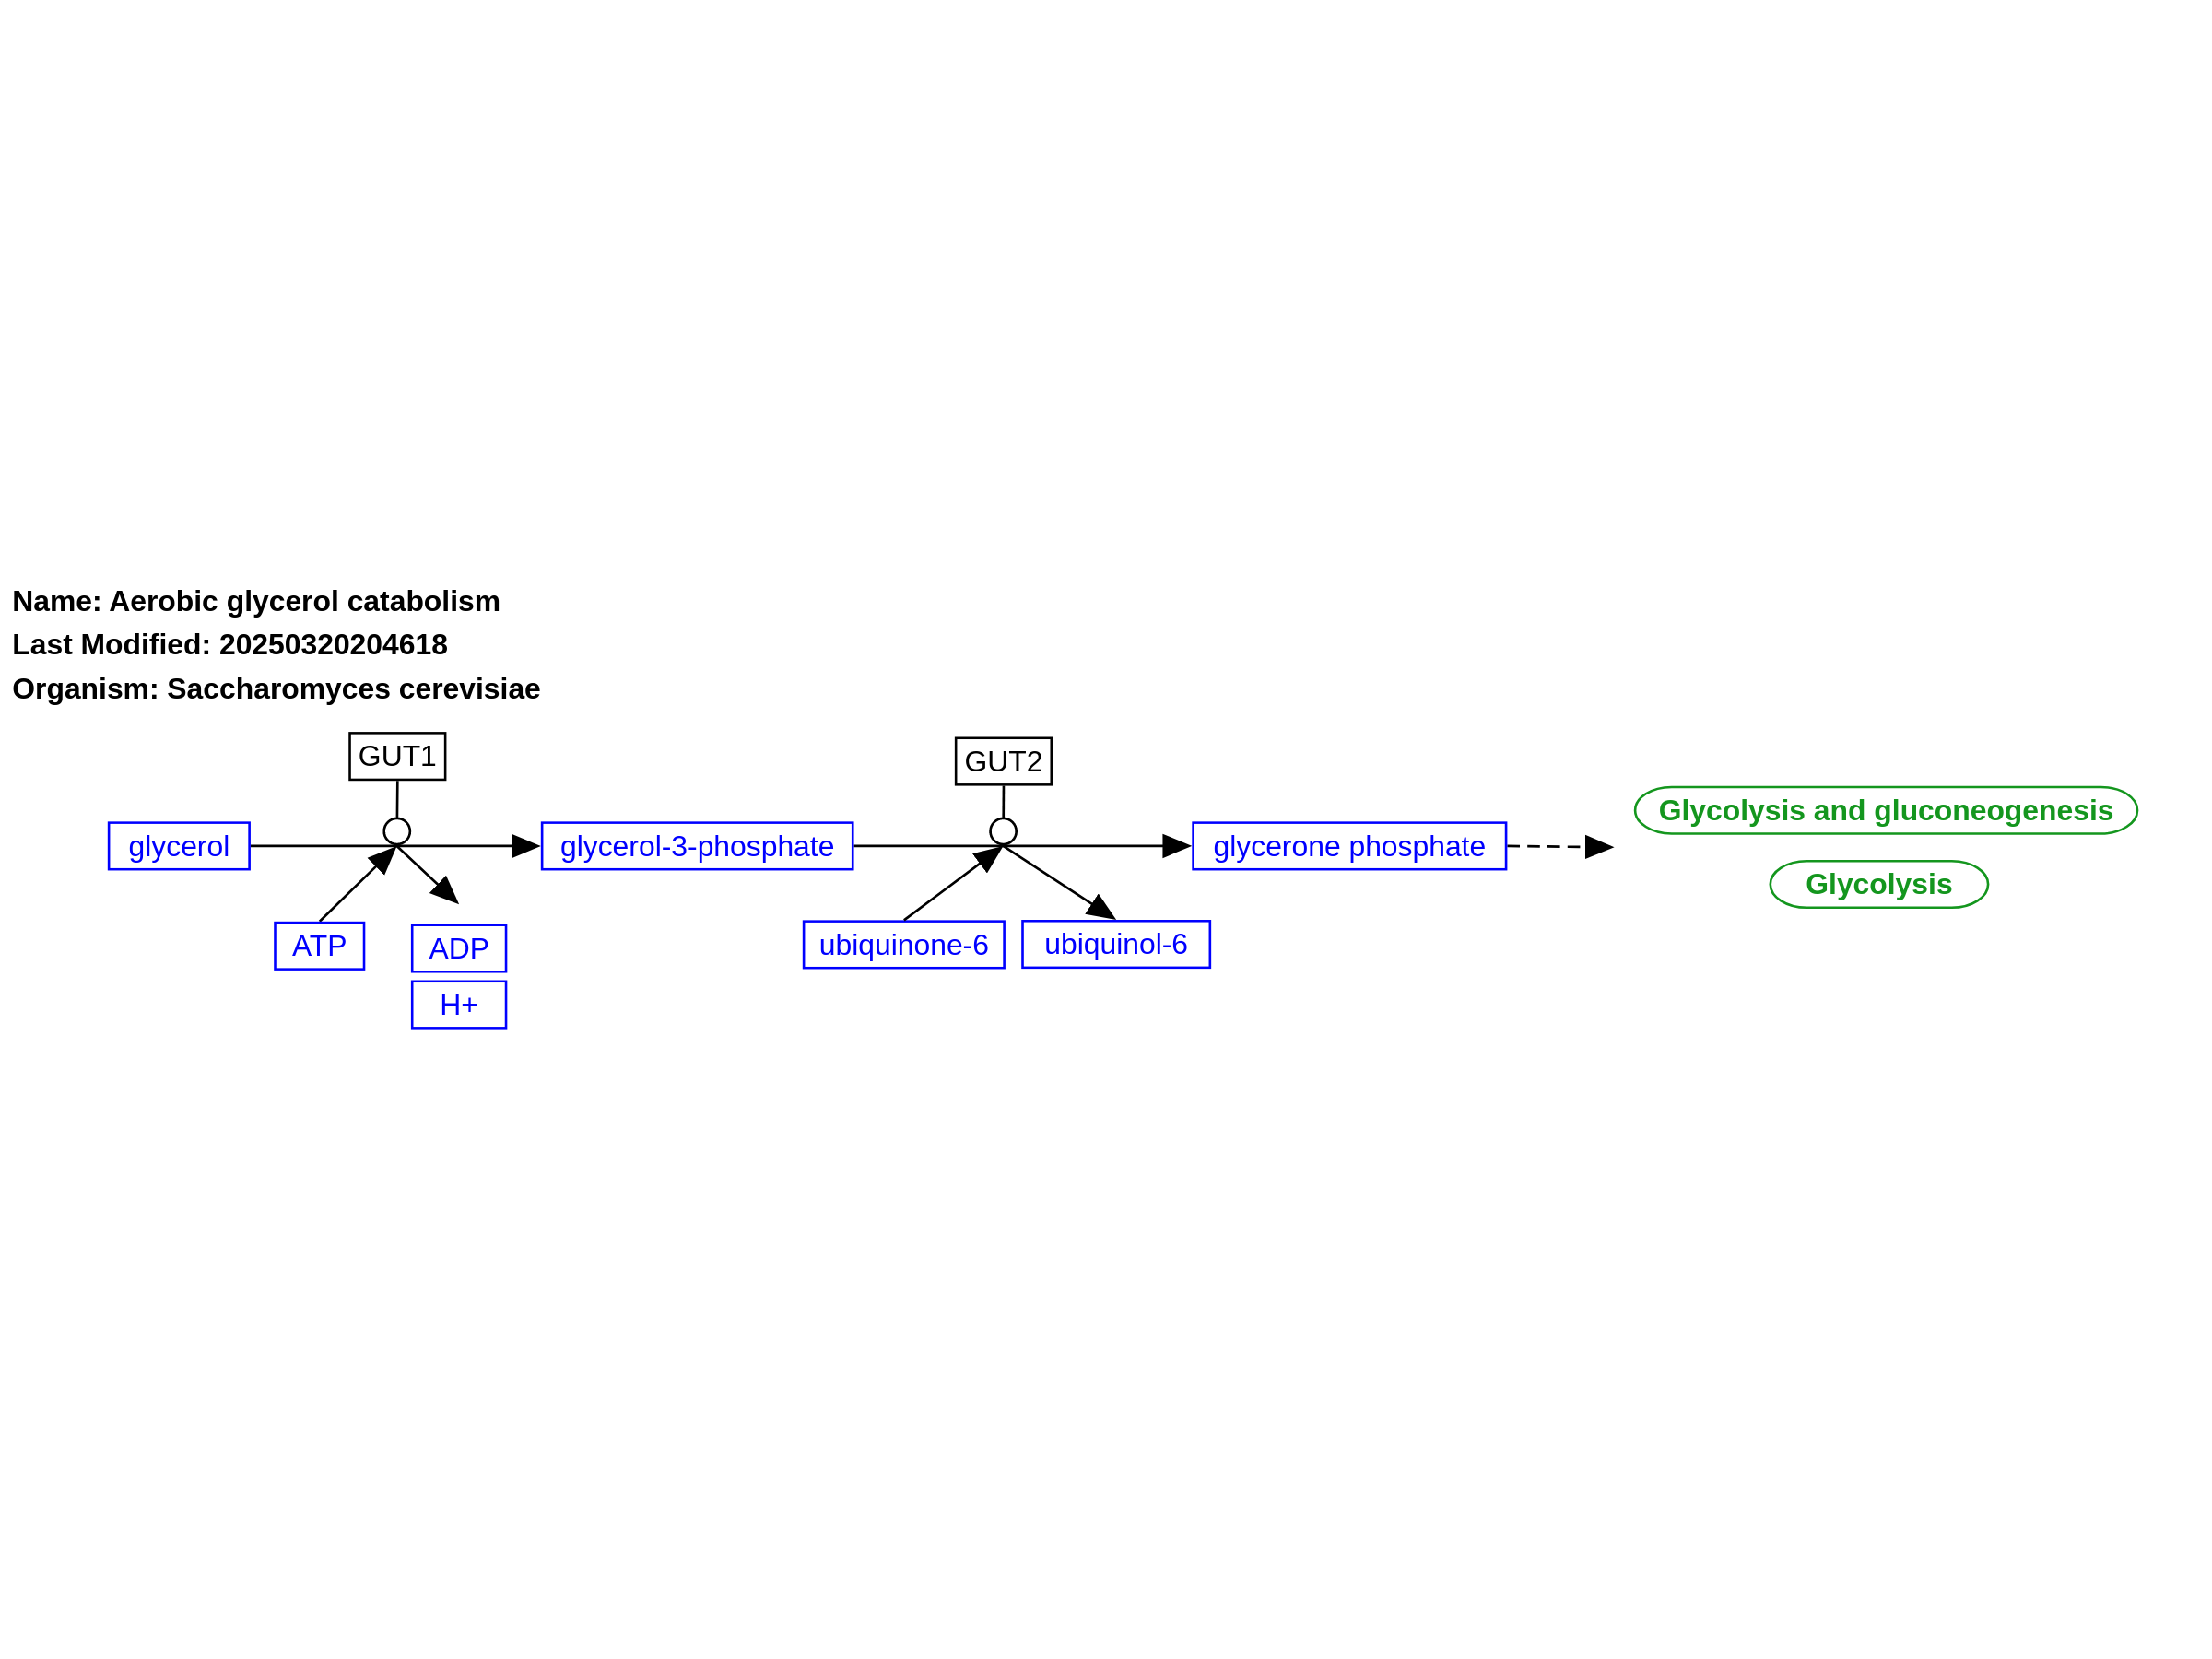 Name: Aerobic glycerol catabolism
Last Modified: 20250320204618
Organism: Saccharomyces cerevisiae
GUT1
GUT2
glycerol
glycerol-3-phosphate
glycerone phosphate
Glycolysis and gluconeogenesis
Glycolysis
ATP
ADP
H+
ubiquinone-6
ubiquinol-6